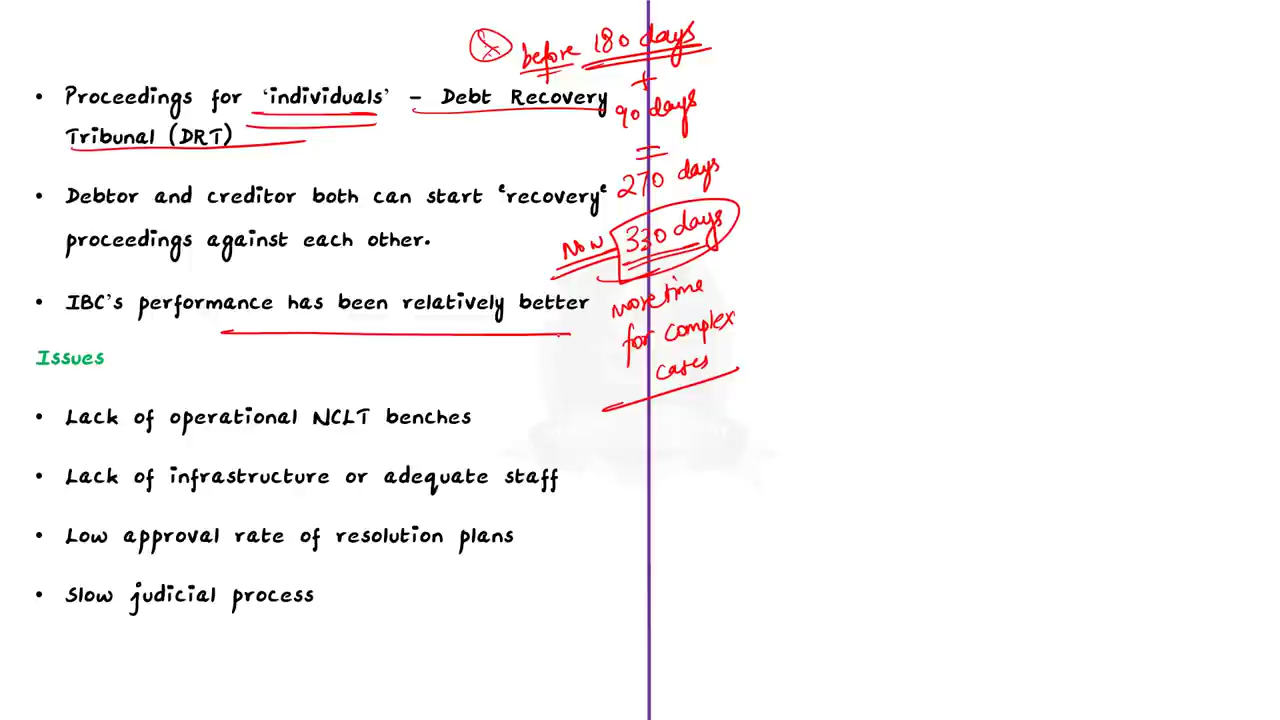 • Proceedings for 'individuals' - Debt Recovery
Tribunal (DRT)
• Debtor and creditor both can start 'recovery'
proceedings against each other.
• IBC's performance has been relatively better
Issues
• Lack of operational NCLT benches
• Lack of infrastructure or adequate staff
• Low approval rate of resolution plans
• Slow judicial process
before 180 days
+
90 days
=
270 days
Now 330 days
more time
for complex
cases